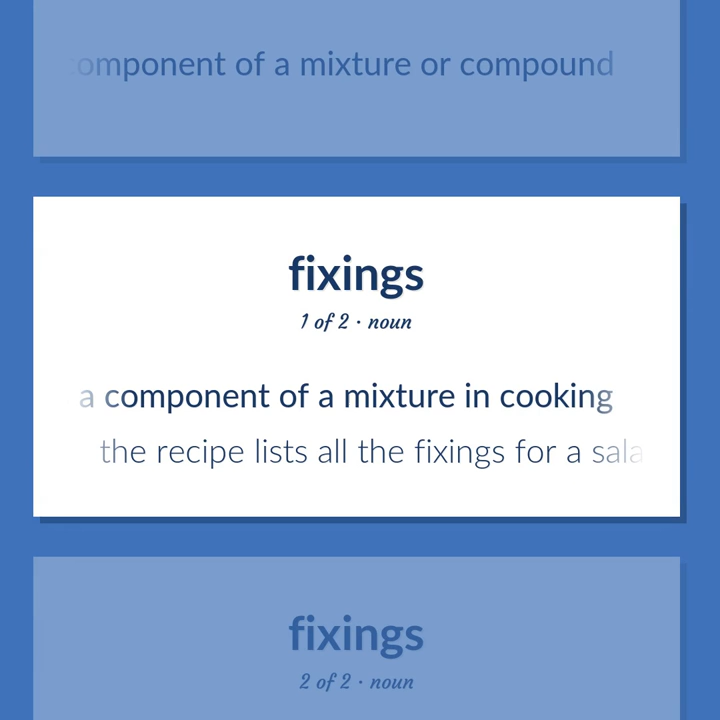 component of a mixture or compound
fixings
1 of 2 · noun
a component of a mixture in cooking
the recipe lists all the fixings for a sala
fixings
2 of 2 · noun